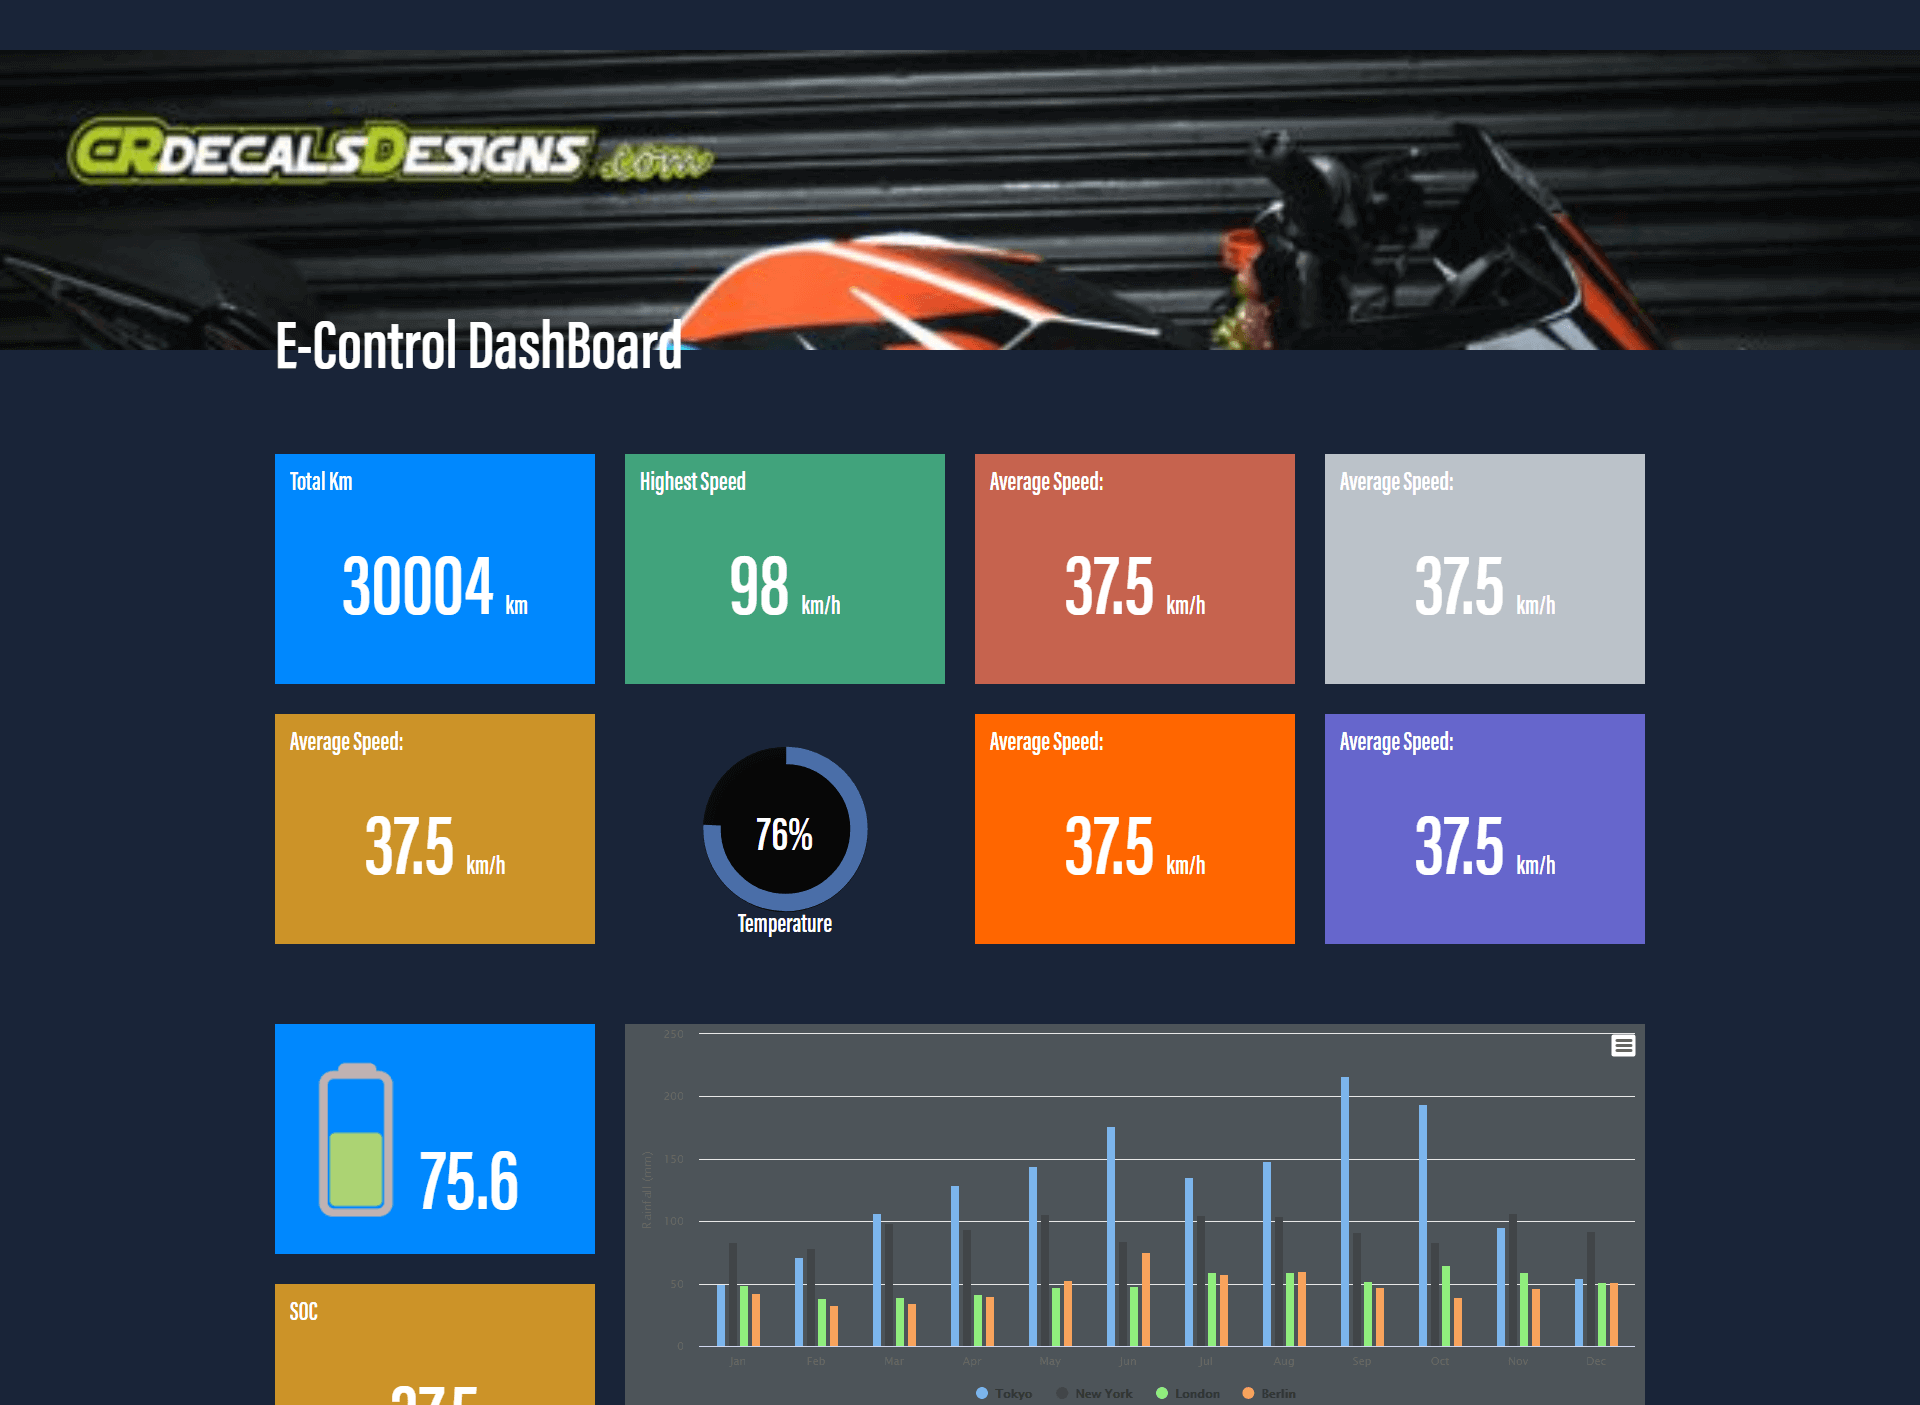 ERDECALSDESIGNS.com
E-Control DashBoard
Total Km
30004 km
Highest Speed
98 km/h
Average Speed:
37.5 km/h
Average Speed:
37.5 km/h
Average Speed:
37.5 km/h
76%
Temperature
Average Speed:
37.5 km/h
Average Speed:
37.5 km/h
75.6
SOC
37.5
Rainfall (mm)
250
200
150
100
50
0
Jan Feb Mar Apr May Jun Jul Aug Sep Oct Nov Dec
Tokyo New York London Berlin